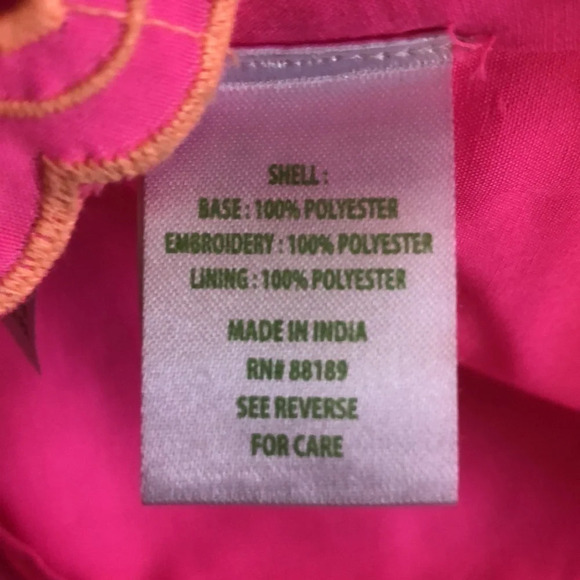 SHELL :
BASE : 100% POLYESTER
EMBROIDERY : 100% POLYESTER
LINING : 100% POLYESTER
MADE IN INDIA
RN# 88189
SEE REVERSE
FOR CARE